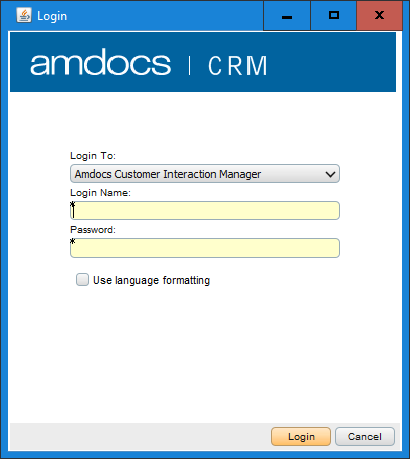 Login
amdocs | CRM
Login To:
Amdocs Customer Interaction Manager
Login Name:
*
Password:
*
Use language formatting
Login Cancel